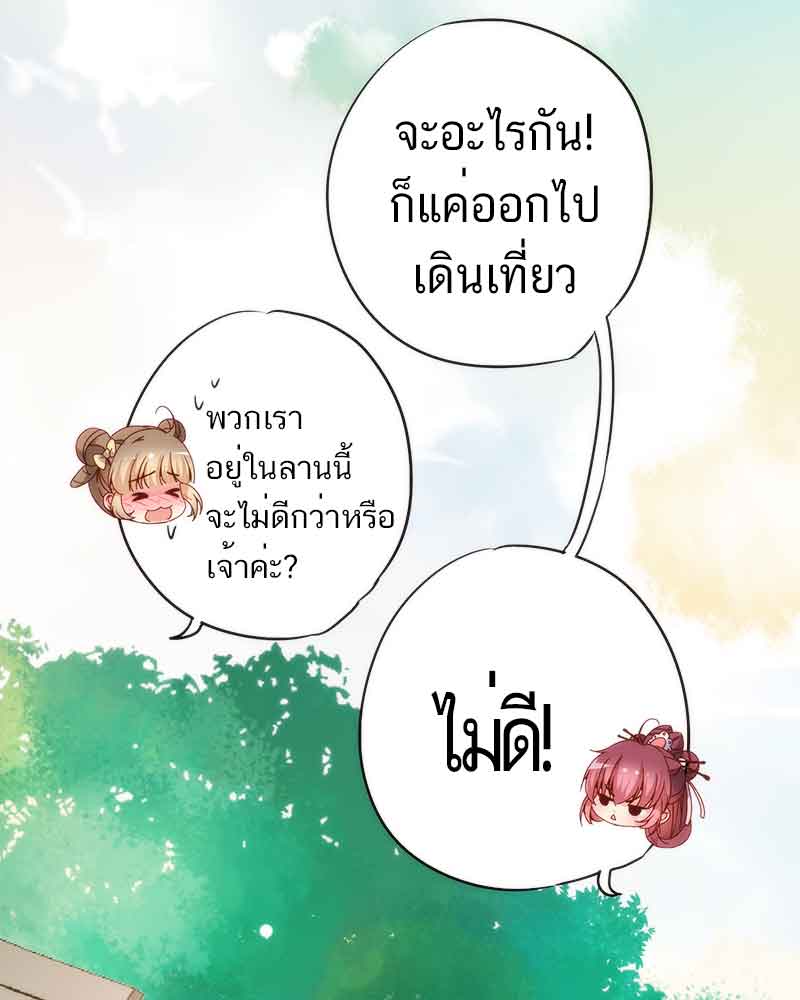 จะอะไรกัน!
ก็แค่ออกไป
เดินเที่ยว
พวกเรา
อยู่ในลานนี้
จะไม่ดีกว่าหรือ
เจ้าค่ะ?
ไม่ดี!